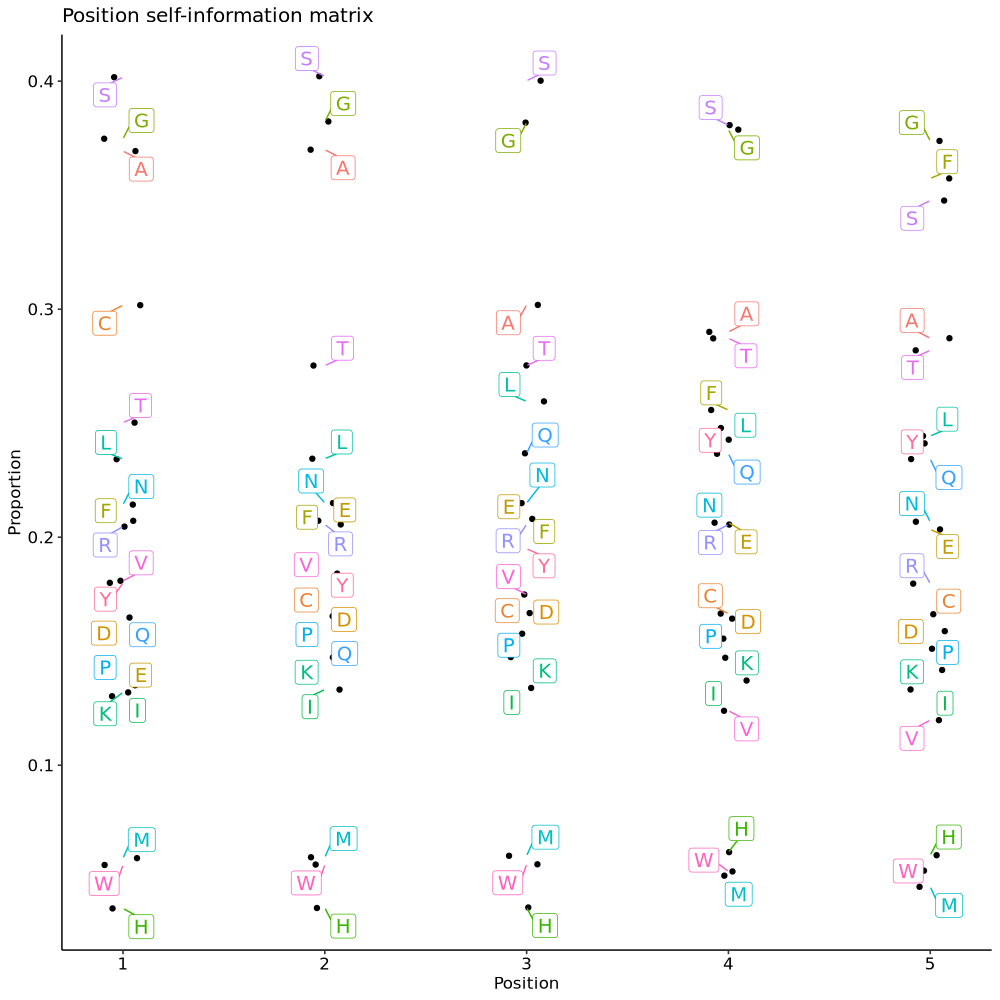 Position self-information matrix
Proportion
0.4
0.3
0.2
0.1
S
G
A
C
T
L
N
F
R
V
Y
D
Q
P
E
K
I
M
W
H
S
G
A
T
L
N
E
F
R
V
Y
C
D
P
Q
K
I
M
W
H
S
G
A
T
L
Q
N
E
F
R
Y
V
C
D
P
K
I
M
W
H
S
G
A
T
F
L
Y
Q
N
R
E
C
D
P
K
I
V
H
W
M
G
F
S
A
T
L
Y
Q
N
E
R
C
D
P
K
I
V
H
W
M
1
2
3
4
5
Position